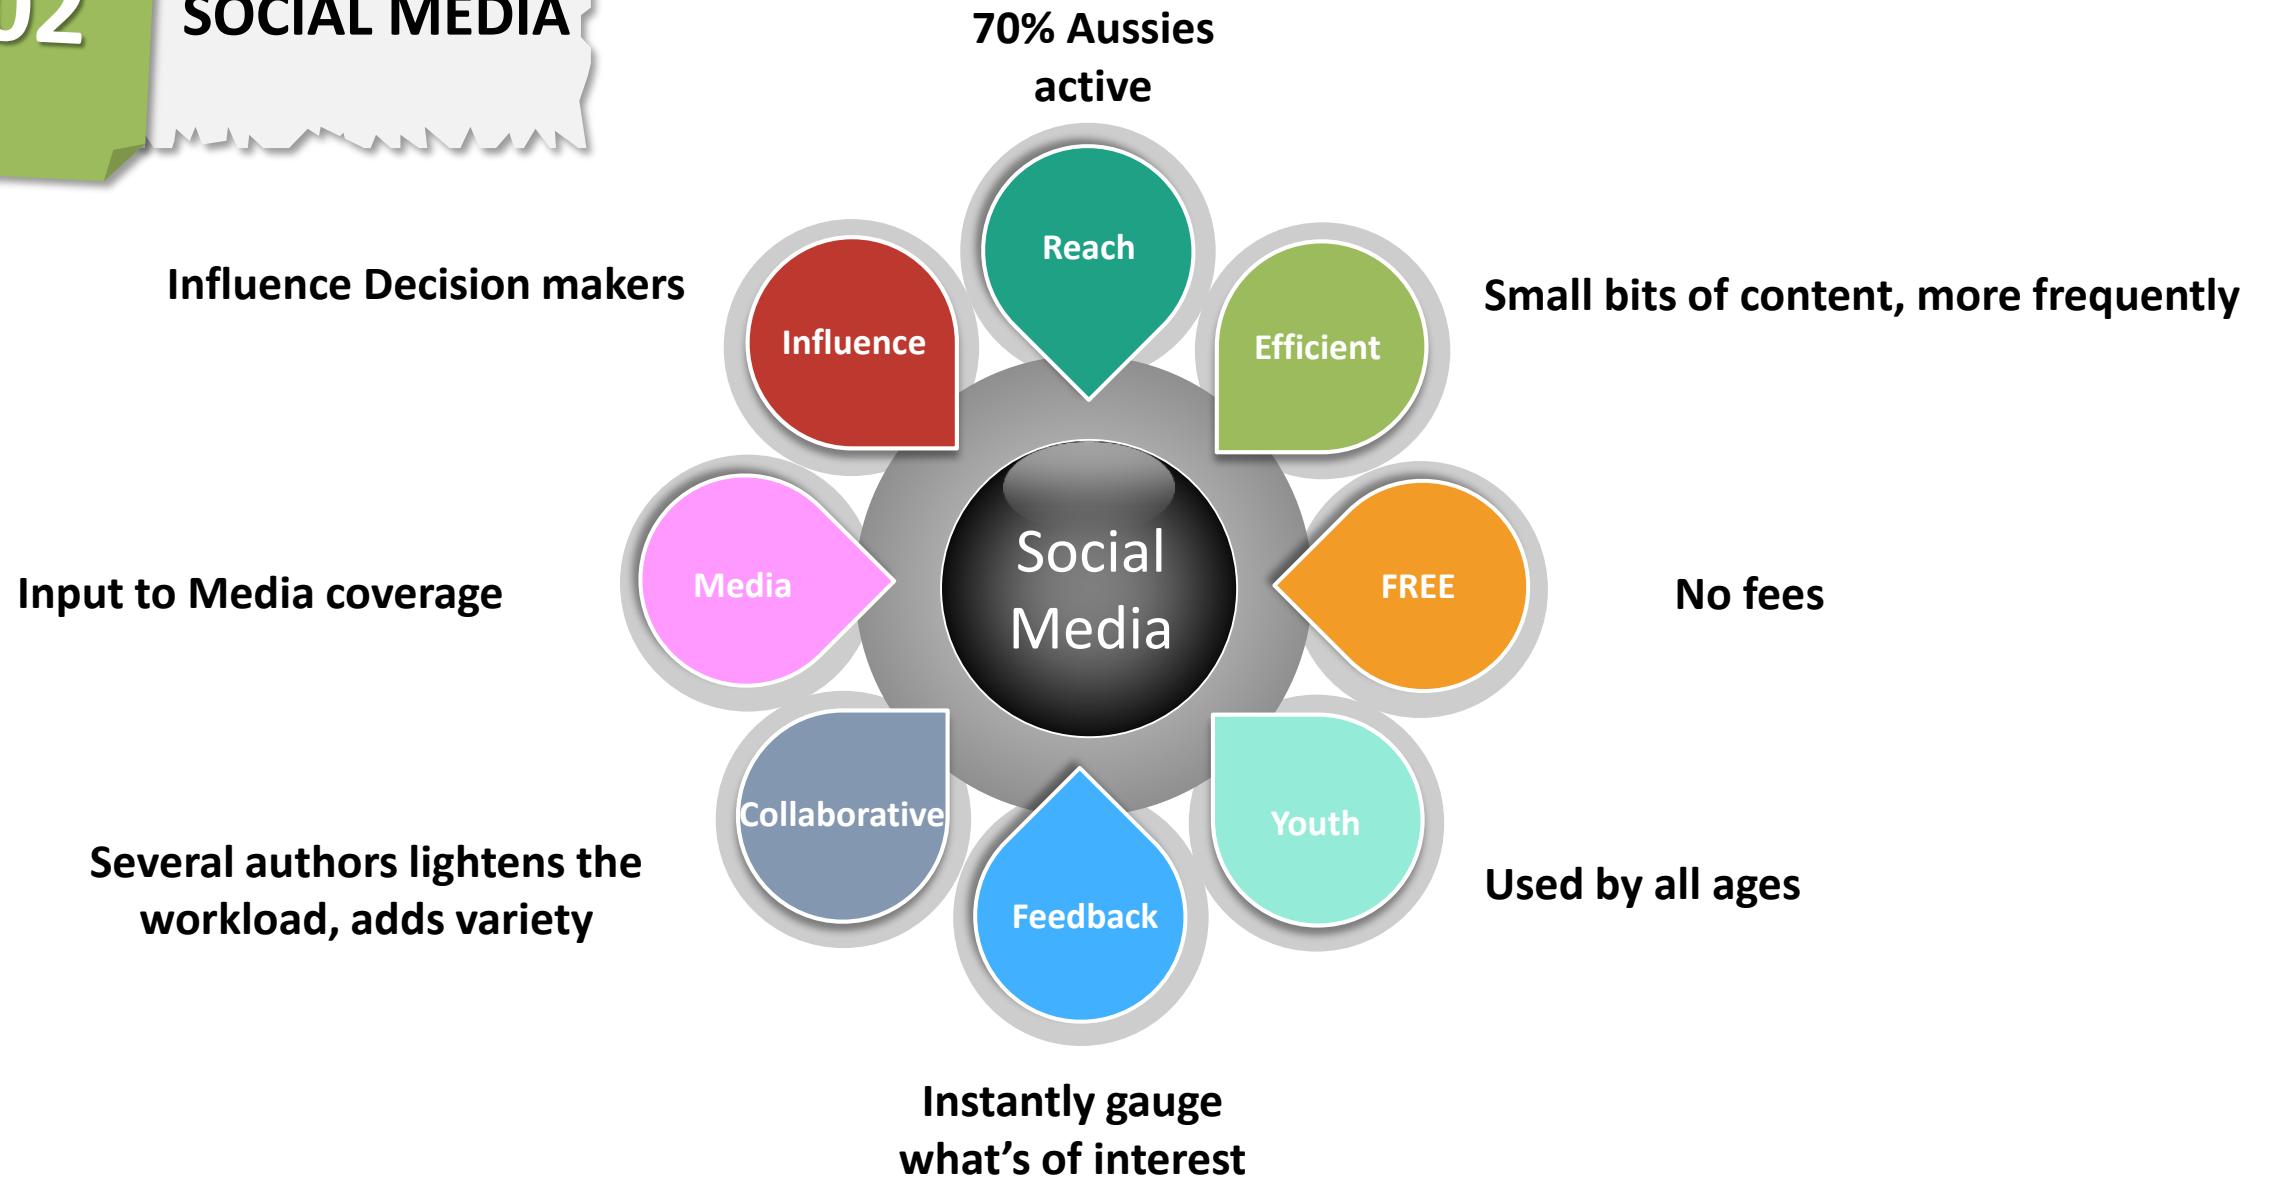 02
SOCIAL MEDIA
70% Aussies
active
Reach
Influence Decision makers
Influence
Efficient
Small bits of content, more frequently
Input to Media coverage
Media
Social
Media
FREE
No fees
Collaborative
Several authors lightens the
workload, adds variety
Youth
Used by all ages
Feedback
Instantly gauge
what’s of interest